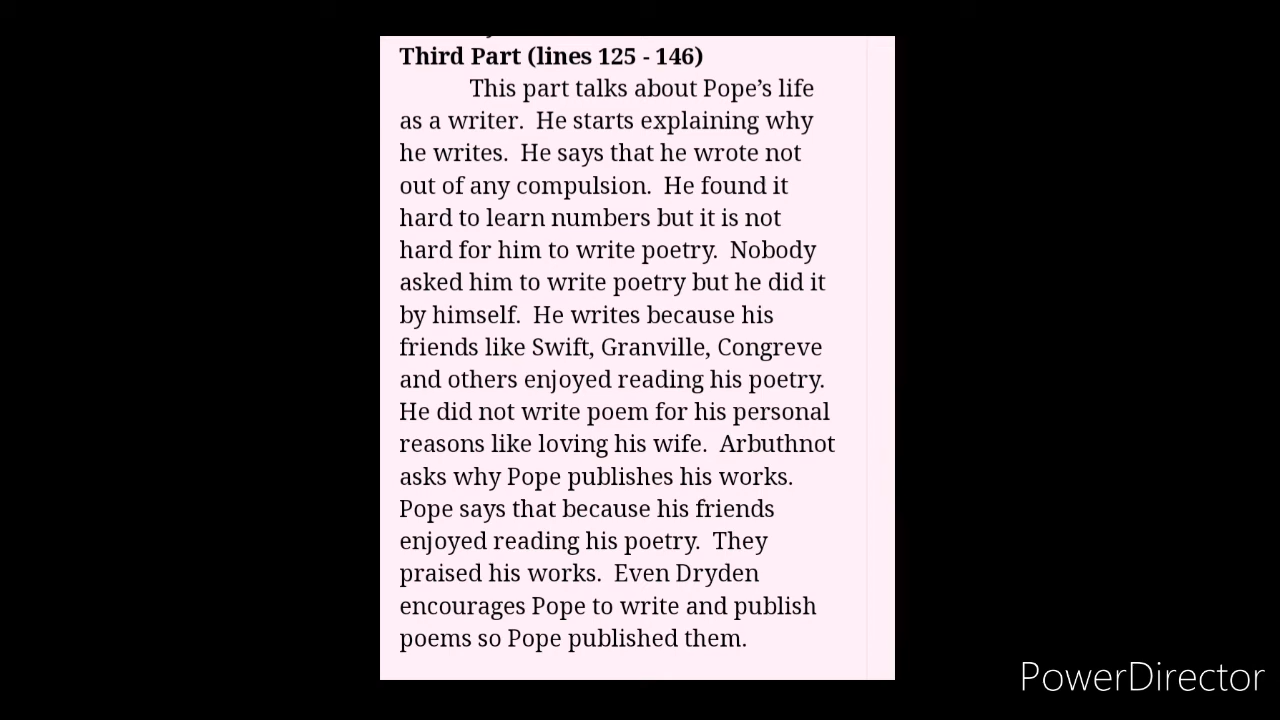 Third Part (lines 125 - 146)
This part talks about Pope’s life
as a writer.  He starts explaining why
he writes.  He says that he wrote not
out of any compulsion.  He found it
hard to learn numbers but it is not
hard for him to write poetry.  Nobody
asked him to write poetry but he did it
by himself.  He writes because his
friends like Swift, Granville, Congreve
and others enjoyed reading his poetry.
He did not write poem for his personal
reasons like loving his wife.  Arbuthnot
asks why Pope publishes his works.
Pope says that because his friends
enjoyed reading his poetry.  They
praised his works.  Even Dryden
encourages Pope to write and publish
poems so Pope published them.
PowerDirector